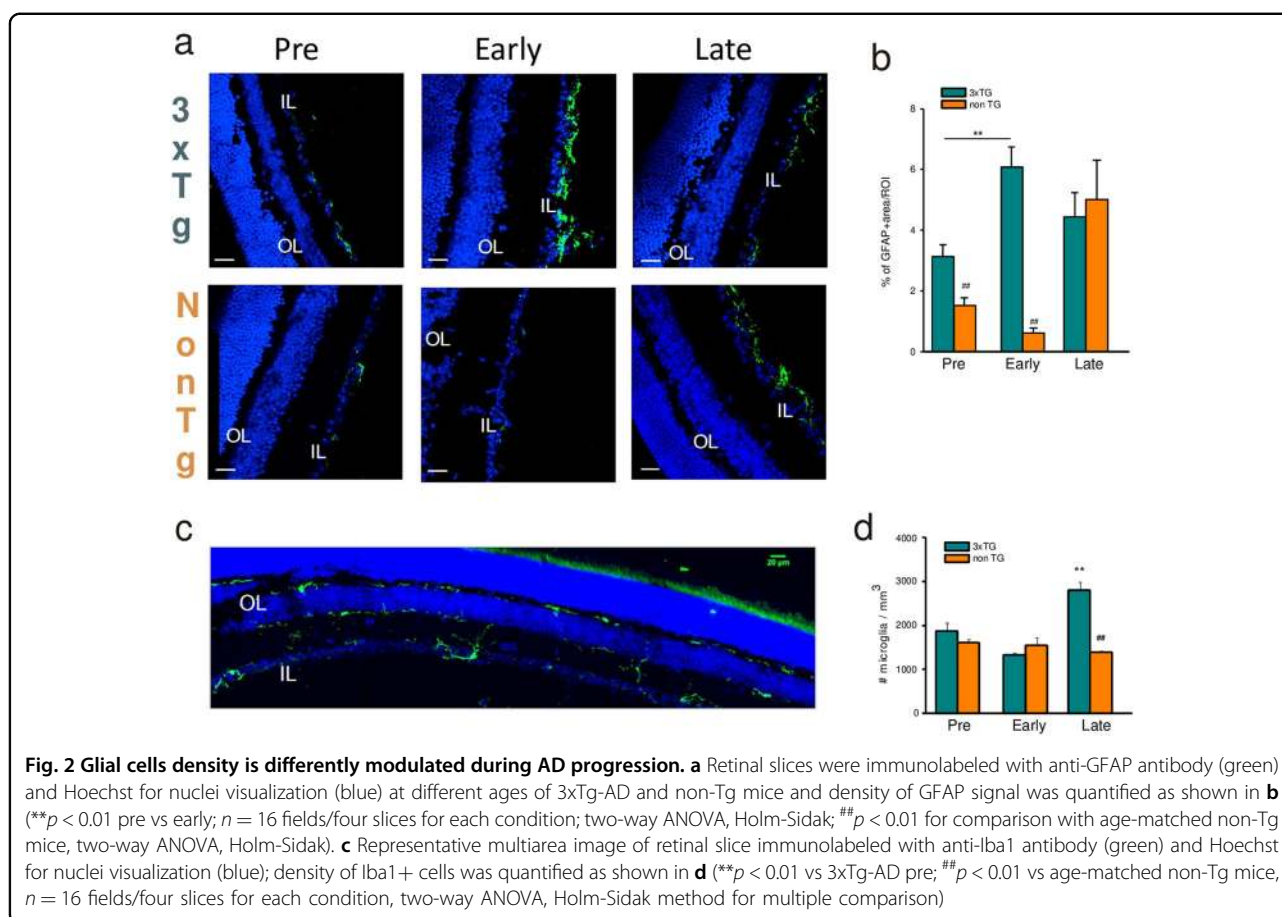 a
Pre
Early
Late
3xTg
IL
OL
IL
OL
IL
OL
NonTg
OL
IL
OL
IL
OL
IL
b
3xTG
non TG
% of GFAP+area/ROI
8
6
4
2
0
**
##
##
Pre
Early
Late
c
OL
IL
20 µm
d
3xTG
non TG
# microglia / mm³
4000
3000
2000
1000
0
**
##
Pre
Early
Late
Fig. 2 Glial cells density is differently modulated during AD progression. a Retinal slices were immunolabeled with anti-GFAP antibody (green)
and Hoechst for nuclei visualization (blue) at different ages of 3xTg-AD and non-Tg mice and density of GFAP signal was quantified as shown in b
(**p < 0.01 pre vs early; n = 16 fields/four slices for each condition; two-way ANOVA, Holm-Sidak; ##p < 0.01 for comparison with age-matched non-Tg
mice, two-way ANOVA, Holm-Sidak). c Representative multiarea image of retinal slice immunolabeled with anti-Iba1 antibody (green) and Hoechst
for nuclei visualization (blue); density of Iba1+ cells was quantified as shown in d (**p < 0.01 vs 3xTg-AD pre; ##p < 0.01 vs age-matched non-Tg mice,
n = 16 fields/four slices for each condition, two-way ANOVA, Holm-Sidak method for multiple comparison)